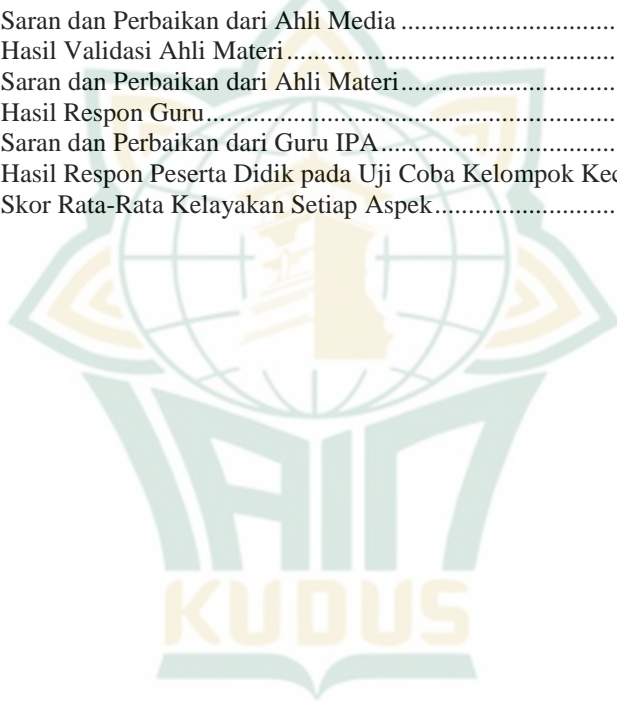 Saran dan Perbaikan dari Ahli Media ................................
Hasil Validasi Ahli Materi.................................................
Saran dan Perbaikan dari Ahli Materi................................
Hasil Respon Guru.............................................................
Saran dan Perbaikan dari Guru IPA...................................
Hasil Respon Peserta Didik pada Uji Coba Kelompok
Skor Rata-Rata Kelayakan Setiap Aspek...........................
IAIN
KUDUS